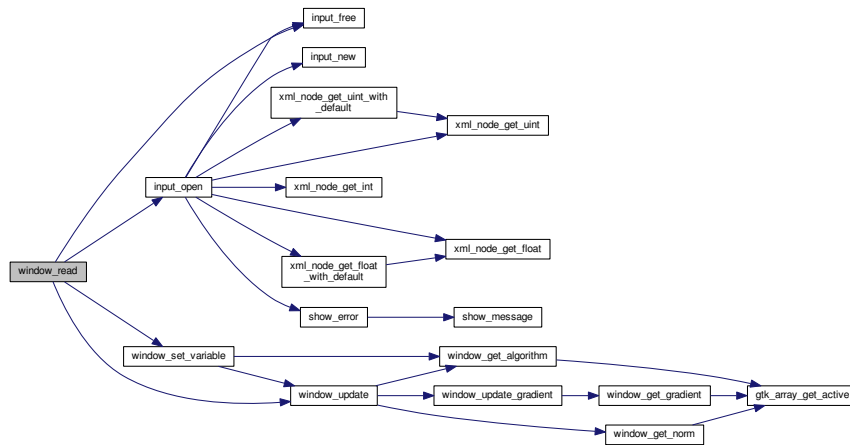 input_free
input_new
xml_node_get_uint_with
_default
xml_node_get_uint
input_open
xml_node_get_int
xml_node_get_float
window_read
xml_node_get_float
_with_default
show_error
show_message
window_set_variable
window_get_algorithm
window_update
window_update_gradient
window_get_gradient
gtk_array_get_active
window_get_norm